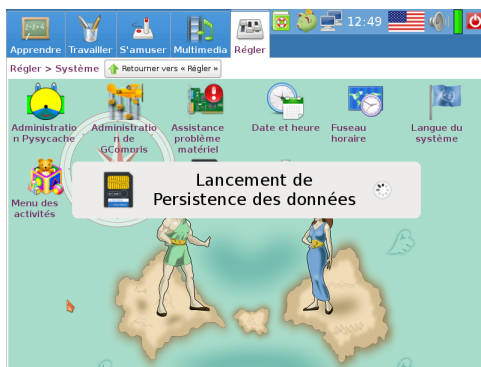 12:49
Apprendre Travailler S'amuser Multimedia Régler
Régler > Système Retourner vers « Régler »
Administratio Administratio Assistance Date et heure Fuseau Langue du
n Pysycache n de problème horaire système
GCompris matériel
Menu des
activités
Lancement de
Persistence des données